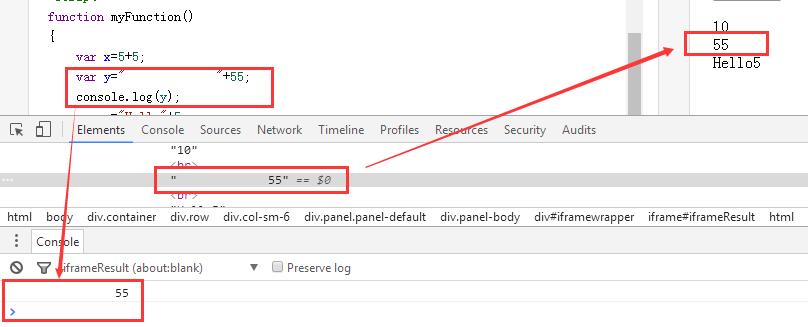 function myFunction()
{
var x=5+5;
var y="             "+55;
console.log(y);
10
55
Hello5
Elements Console Sources Network Timeline Profiles Resources Security Audits
"10"
<br>
... "             55" == $0
<br>
html body div.container div.row div.col-sm-6 div.panel.panel-default div.panel-body div#iframewrapper iframe#iframeResult html
Console
iframeResult (about:blank) ▼ Preserve log
55
>